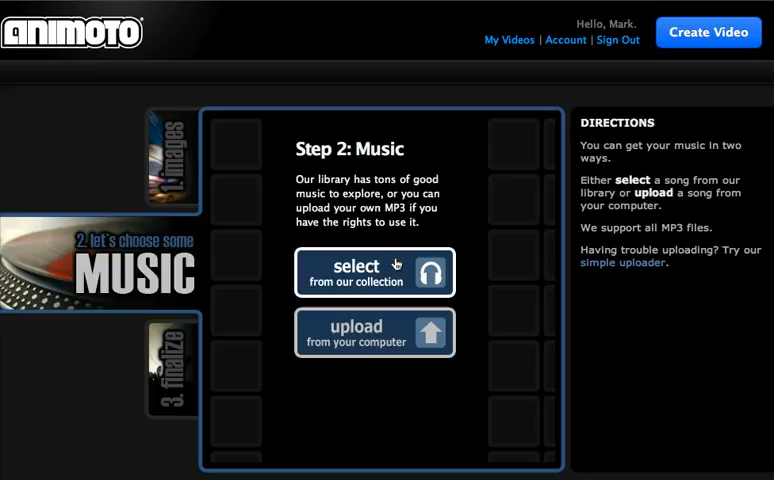 ANIMOTO
Hello, Mark.
My Videos | Account | Sign Out
Create Video
1. images
2. let's choose some
MUSIC
3. finalize
Step 2: Music
Our library has tons of good
music to explore, or you can
upload your own MP3 if you
have the rights to use it.
select
from our collection
upload
from your computer
DIRECTIONS
You can get your music in two
ways.
Either select a song from our
library or upload a song from
your computer.
We support all MP3 files.
Having trouble uploading? Try our
simple uploader.